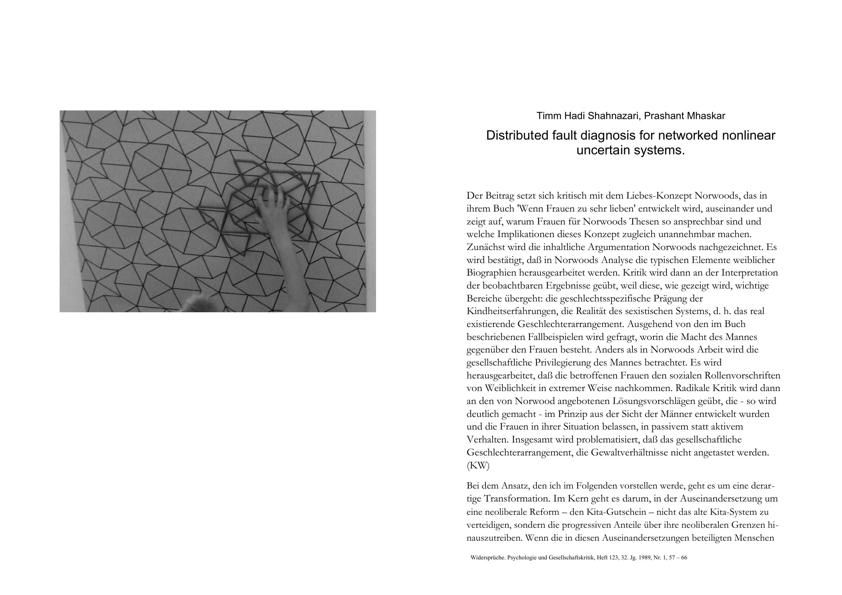 Timm Hadi Shahnazari, Prashant Mhaskar
Distributed fault diagnosis for networked nonlinear
uncertain systems.
Der Beitrag setzt sich kritisch mit dem Liebes-Konzept Norwoods, das in
ihrem Buch 'Wenn Frauen zu sehr lieben' entwickelt wird, auseinander und
zeigt auf, warum Frauen für Norwoods Thesen so ansprechbar sind und
welche Implikationen dieses Konzept zugleich unannehmbar machen.
Zunächst wird die inhaltliche Argumentation Norwoods nachgezeichnet. Es
wird bestätigt, daß in Norwoods Analyse die typischen Elemente weiblicher
Biographien herausgearbeitet werden. Kritik wird dann an der Interpretation
der beobachtbaren Ergebnisse geübt, weil diese, wie gezeigt wird, wichtige
Bereiche übergeht: die geschlechtsspezifische Prägung der
Kindheitserfahrungen, die Realität des sexistischen Systems, d. h. das real
existierende Geschlechterarrangement. Ausgehend von den im Buch
beschriebenen Fallbeispielen wird gefragt, worin die Macht des Mannes
gegenüber den Frauen besteht. Anders als in Norwoods Arbeit wird die
gesellschaftliche Privilegierung des Mannes betrachtet. Es wird
herausgearbeitet, daß die betroffenen Frauen den sozialen Rollenvorschriften
von Weiblichkeit in extremer Weise nachkommen. Radikale Kritik wird dann
an den von Norwood angebotenen Lösungsvorschlägen geübt, die - so wird
deutlich gemacht - im Prinzip aus der Sicht der Männer entwickelt wurden
und die Frauen in ihrer Situation belassen, in passivem statt aktivem
Verhalten. Insgesamt wird problematisiert, daß das gesellschaftliche
Geschlechterarrangement, die Gewaltverhältnisse nicht angetastet werden.
(KW)
Bei dem Ansatz, den ich im Folgenden vorstellen werde, geht es um eine derar-
tige Transformation. Im Kern geht es darum, in der Auseinandersetzung um
eine neoliberale Reform – den Kita-Gutschein – nicht das alte Kita-System zu
verteidigen, sondern die progressiven Anteile über ihre neoliberalen Grenzen hi-
nauszutreiben. Wenn die in diesen Auseinandersetzungen beteiligten Menschen
Widersprüche. Psychologie und Gesellschaftskritik, Heft 123, 32. Jg. 1989, Nr. 1, 57 – 66